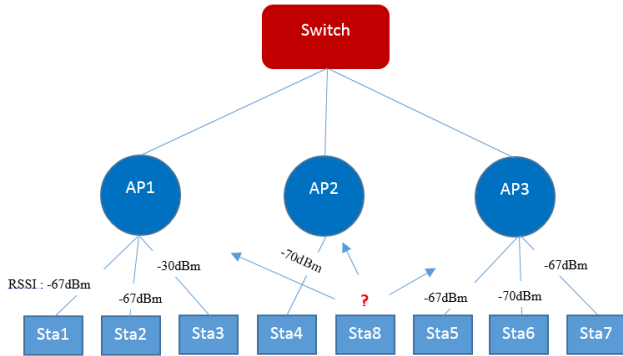 Switch
AP1
AP2
AP3
RSSI : -67dBm
-67dBm
-30dBm
-70dBm
?
-67dBm
-70dBm
-67dBm
Sta1
Sta2
Sta3
Sta4
Sta8
Sta5
Sta6
Sta7